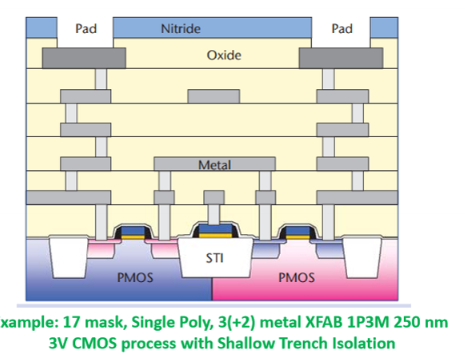 Pad Nitride Pad
Oxide
Metal
STI
PMOS PMOS
xample: 17 mask, Single Poly, 3(+2) metal XFAB 1P3M 250 nm
3V CMOS process with Shallow Trench Isolation